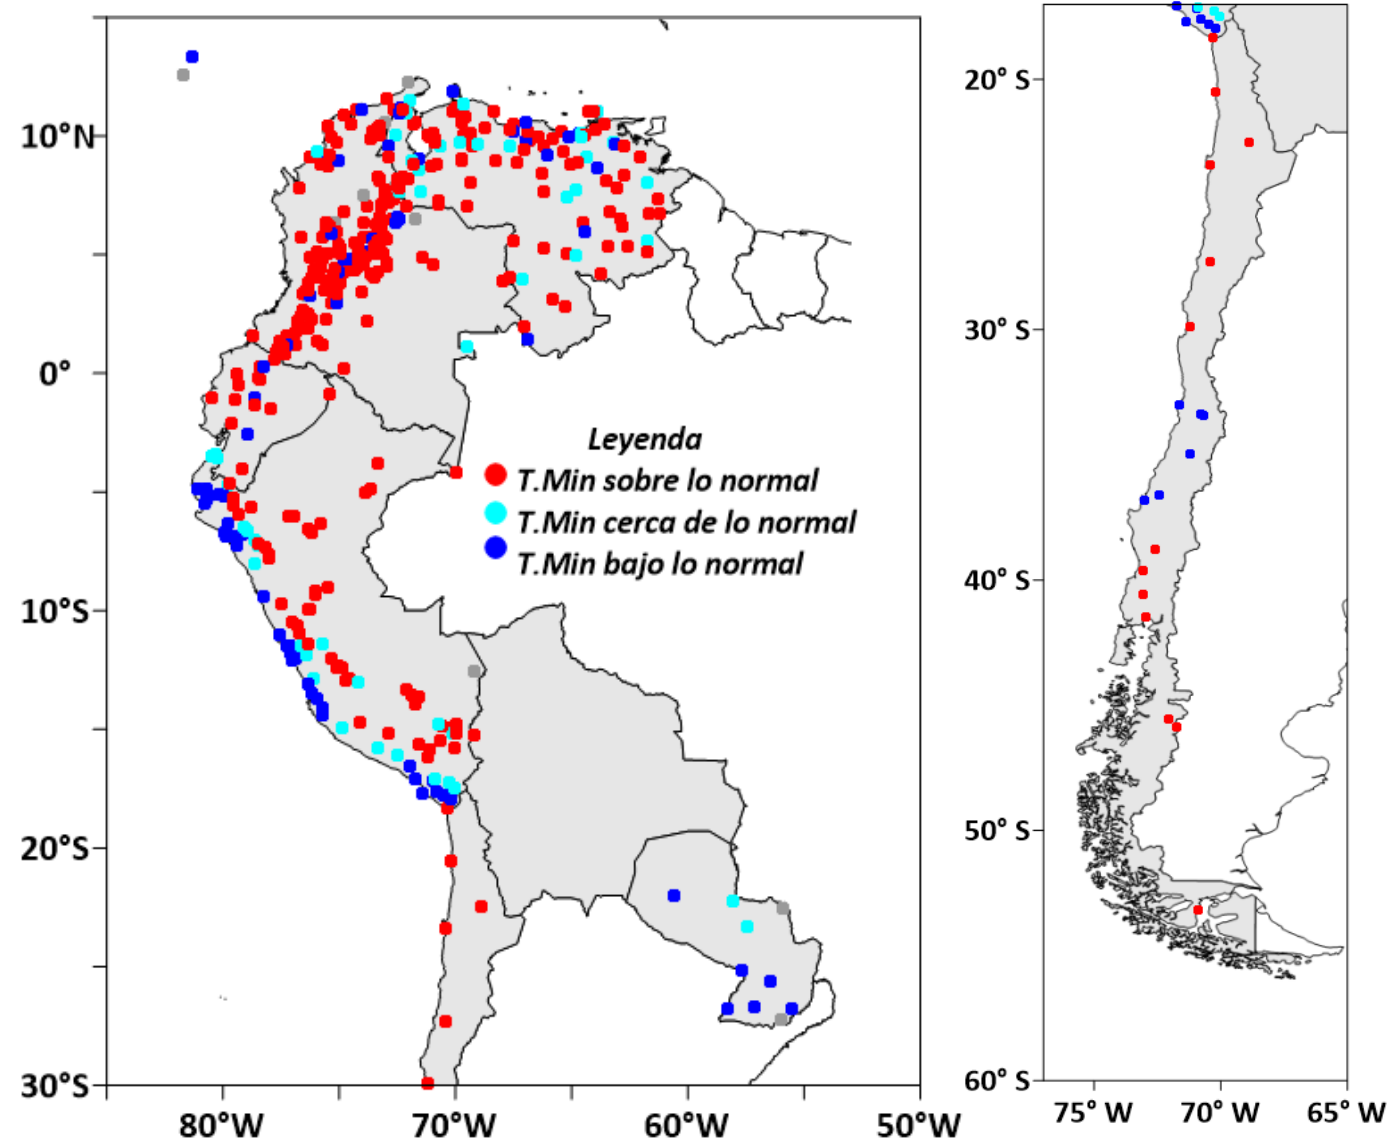 10°N
0°
10°S
20°S
30°S
80°W
70°W
60°W
50°W
Leyenda
T.Min sobre lo normal
T.Min cerca de lo normal
T.Min bajo lo normal
20° S
30° S
40° S
50° S
60° S
75° W
70° W
65° W